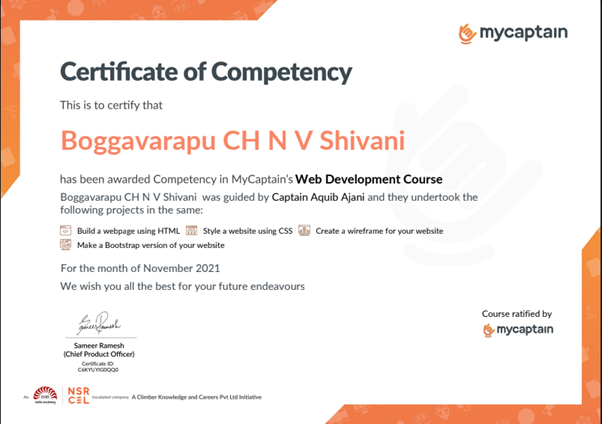 mycaptain
Certificate of Competency
This is to certify that
Boggavarapu CH N V Shivani
has been awarded Competency in MyCaptain's Web Development Course
Boggavarapu CH N V Shivani was guided by Captain Aquib Ajani and they undertook the
following projects in the same:
Build a webpage using HTML Style a website using CSS Create a wireframe for your website
Make a Bootstrap version of your website
For the month of November 2021
We wish you all the best for your future endeavours
Sameer Ramesh
Sameer Ramesh
(Chief Product Officer)
Certificate ID:
Course ratified by
mycaptain
An NSRCEL incubated company A Climber Knowledge and Careers Pvt Ltd Initiative